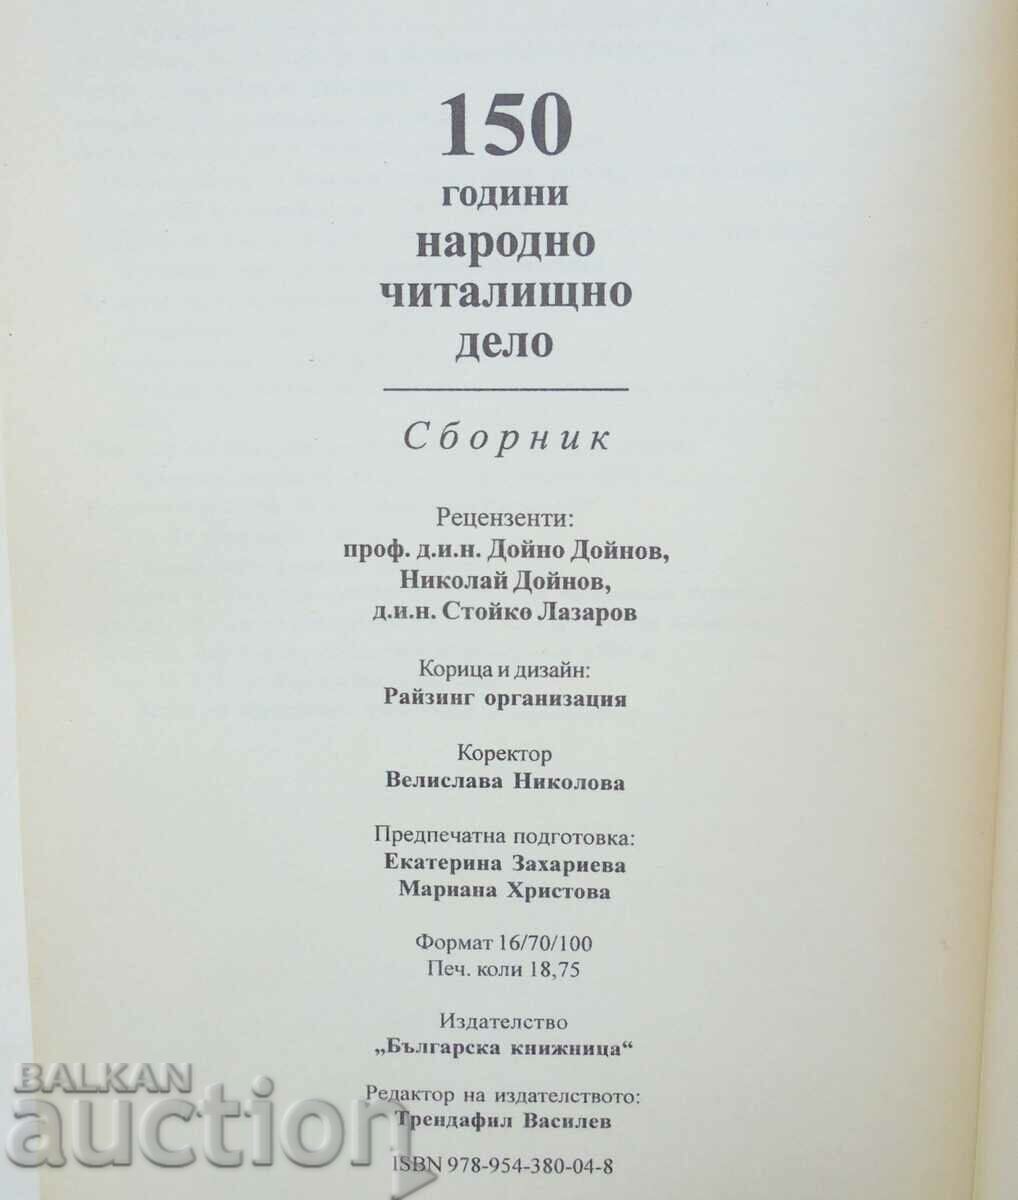 150
години
народно
читалищно
дело
Сборник
Рецензенти:
проф. д.и.н. Дойно Дойнов,
Николай Дойнов,
д.и.н. Стойко Лазаров
Корица и дизайн:
Райзинг организация
Коректор
Велислава Николова
Предпечатна подготовка:
Екатерина Захариева
Мариана Христова
Формат 16/70/100
Печ. коли 18,75
Издателство
„Българска книжница“
Редактор на издателството:
Трендафил Василев
ISBN 978-954-380-04-8
BALKAN
auction